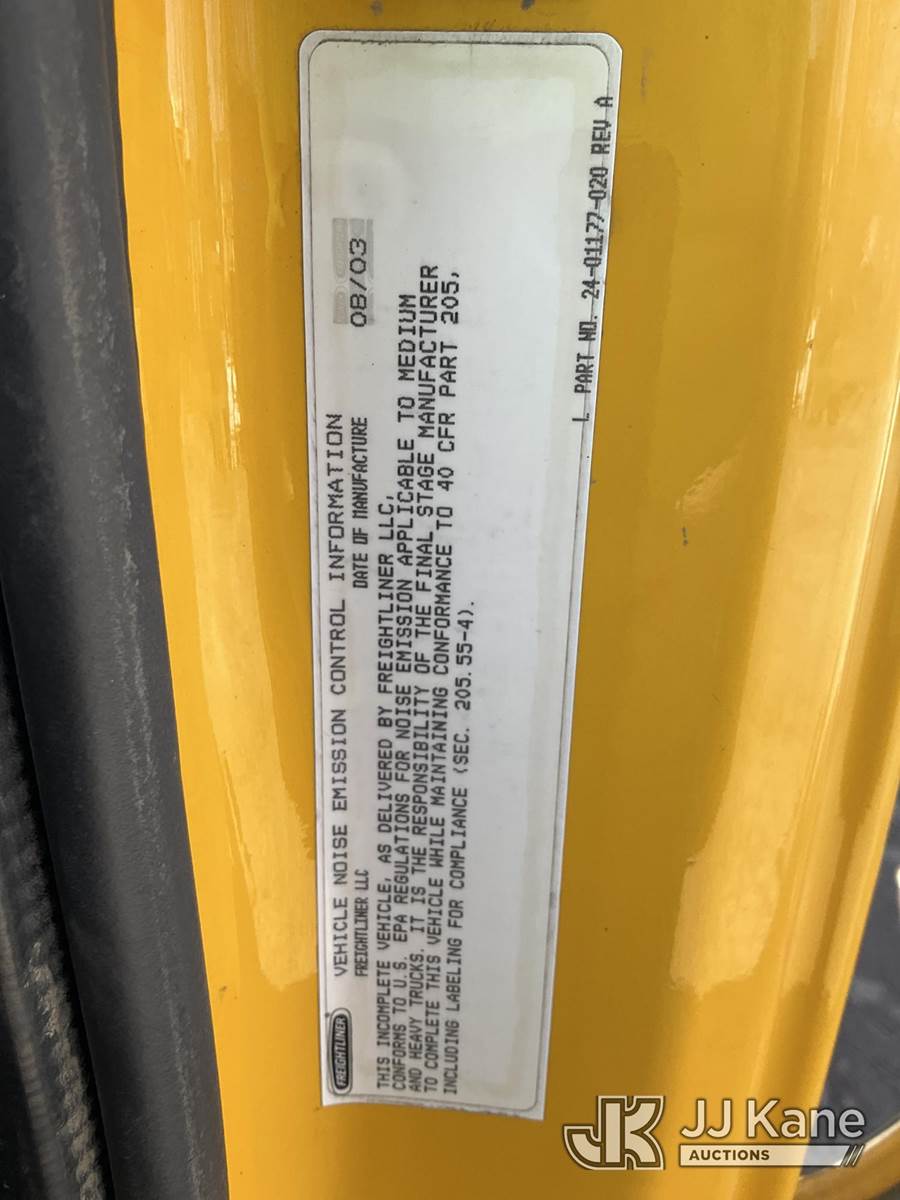 FREIGHTLINER
VEHICLE NOISE EMISSION CONTROL INFORMATION
FREIGHTLINER LLC DATE OF MANUFACTURE 08/03
THIS INCOMPLETE VEHICLE, AS DELIVERED BY FREIGHTLINER LLC,
CONFORMS TO U.S. EPA REGULATIONS FOR NOISE EMISSION APPLICABLE TO MEDIUM
AND HEAVY TRUCKS. IT IS THE RESPONSIBILITY OF THE FINAL STAGE MANUFACTURER
TO COMPLETE THIS VEHICLE WHILE MAINTAINING CONFORMANCE TO 40 CFR PART 205,
INCLUDING LABELING FOR COMPLIANCE (SEC. 205.55-4).
L PART NO. 24-01177-020 REV A
JK JJ Kane
AUCTIONS